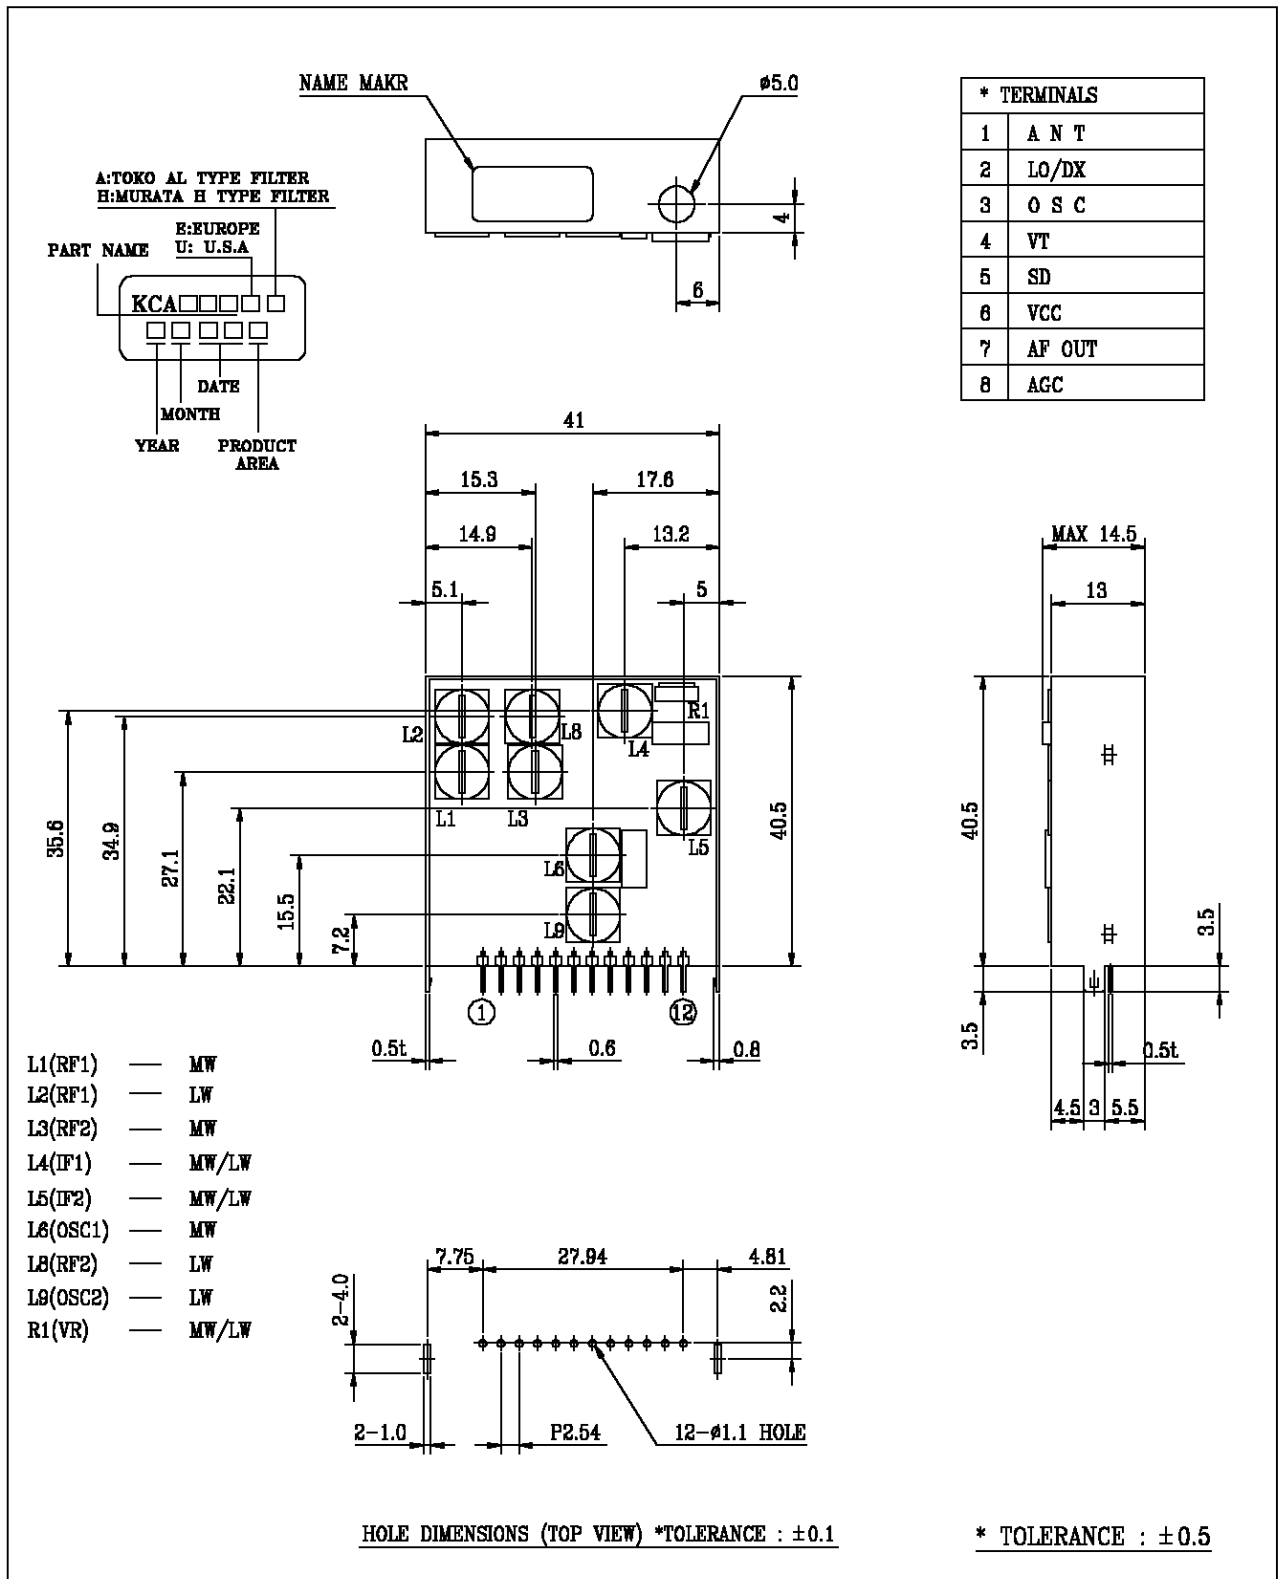 NAME MAKR
ø5.0
4
6
A:TOKO AL TYPE FILTER
H:MURATA H TYPE FILTER
E:EUROPE
U: U.S.A
PART NAME
KCA
DATE
MONTH
YEAR
PRODUCT
AREA
* TERMINALS
1 A N T
2 LO/DX
3 O S C
4 VT
5 SD
6 VCC
7 AF OUT
8 AGC
41
15.3
17.6
14.9
13.2
5.1
5
L2
L8
L4
R1
L1
L3
L5
L6
L9
35.6
34.9
27.1
22.1
15.5
7.2
40.5
1
12
0.5t
0.6
0.8
MAX 14.5
13
40.5
3.5
3.5
0.5t
4.5
3
5.5
L1(RF1) — MW
L2(RF1) — LW
L3(RF2) — MW
L4(IF1) — MW/LW
L5(IF2) — MW/LW
L6(OSC1) — MW
L8(RF2) — LW
L9(OSC2) — LW
R1(VR) — MW/LW
7.75
27.94
4.81
2-4.0
2.2
2-1.0
P2.54
12-ø1.1 HOLE
HOLE DIMENSIONS (TOP VIEW) *TOLERANCE : ±0.1
* TOLERANCE : ±0.5